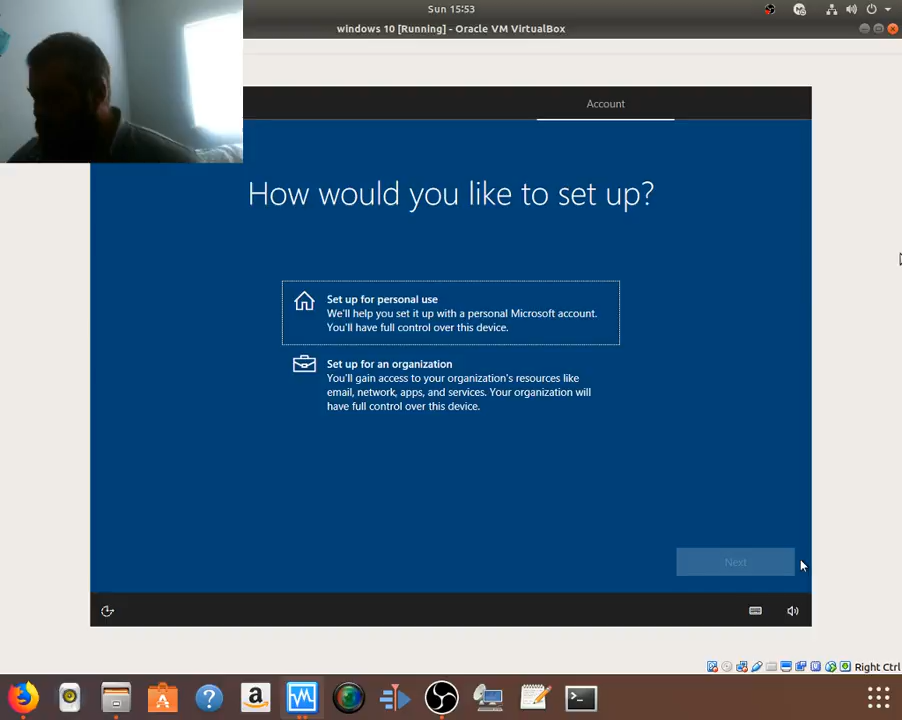 Sun 15:53
windows 10 [Running] - Oracle VM VirtualBox
Account
How would you like to set up?
Set up for personal use
We'll help you set it up with a personal Microsoft account.
You'll have full control over this device.
Set up for an organization
You'll gain access to your organization's resources like
email, network, apps, and services. Your organization will
have full control over this device.
Next
Right Ctrl